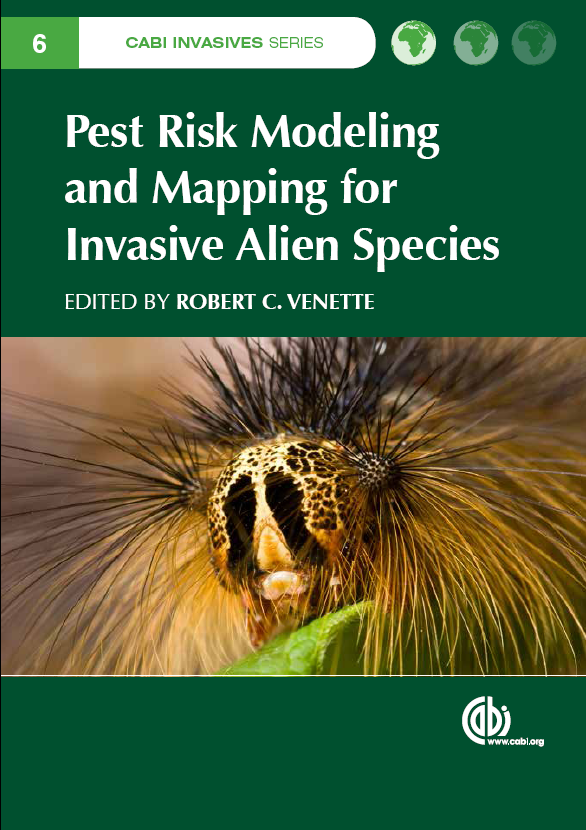 6
CABI INVASIVES SERIES
Pest Risk Modeling
and Mapping for
Invasive Alien Species
EDITED BY ROBERT C. VENETTE
cabi
www.cabi.org